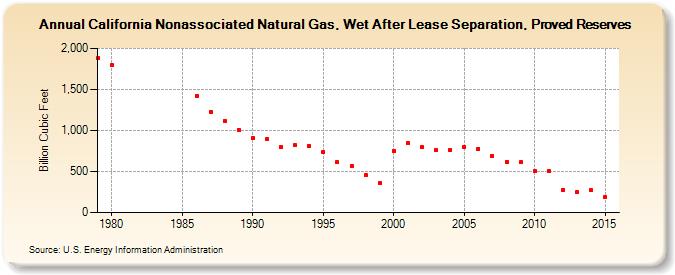 Annual California Nonassociated Natural Gas, Wet After Lease Separation, Proved Reserves
Billion Cubic Feet
2,000
1,500
1,000
500
0
1980 1985 1990 1995 2000 2005 2010 2015
Source: U.S. Energy Information Administration